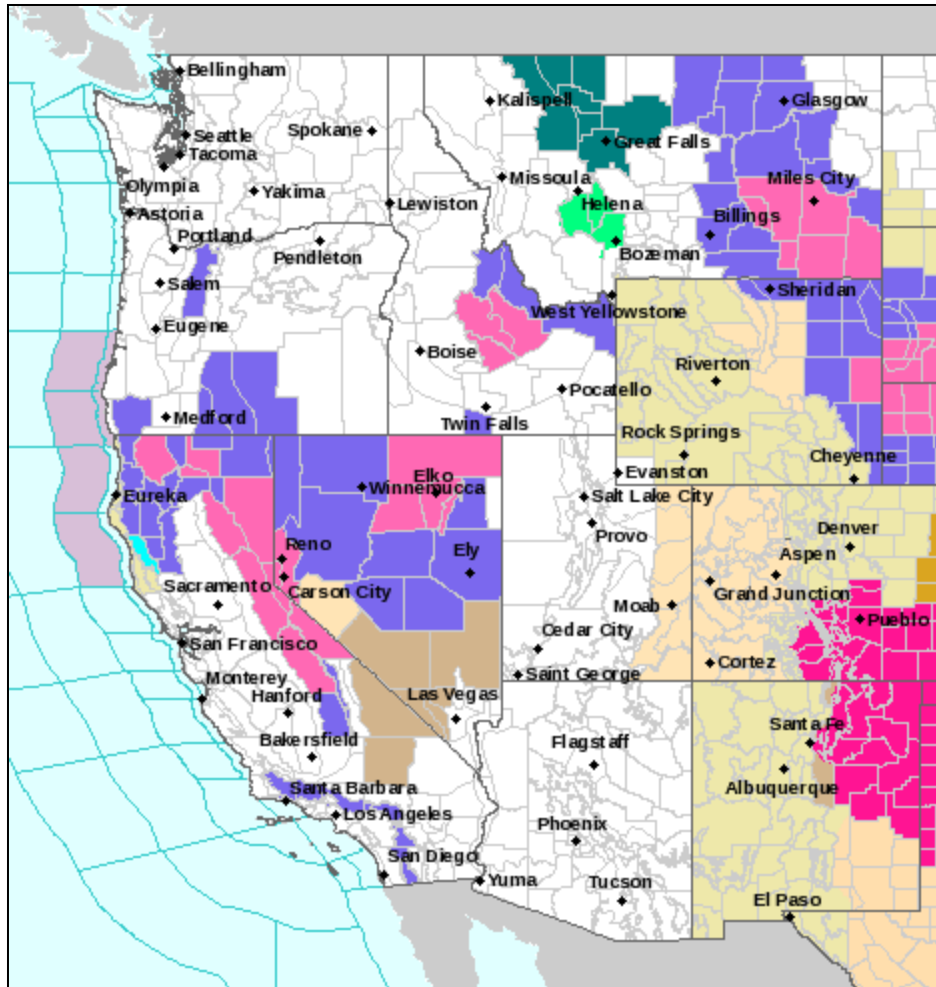 Bellingham
Kalispell
Glasgow
Seattle
Spokane
Great Falls
Tacoma
Olympia
Yakima
Missoula
Miles City
Astoria
Lewiston
Helena
Billings
Portland
Pendleton
Bozeman
Salem
Sheridan
West Yellowstone
Eugene
Boise
Riverton
Pocatello
Medford
Twin Falls
Rock Springs
Cheyenne
Elko
Evanston
Eureka
Winnemucca
Salt Lake City
Provo
Denver
Reno
Ely
Aspen
Sacramento
Carson City
Grand Junction
Moab
Pueblo
San Francisco
Cedar City
Cortez
Saint George
Monterey
Hanford
Las Vegas
Santa Fe
Bakersfield
Flagstaff
Santa Barbara
Albuquerque
Los Angeles
Phoenix
San Diego
Yuma
Tucson
El Paso